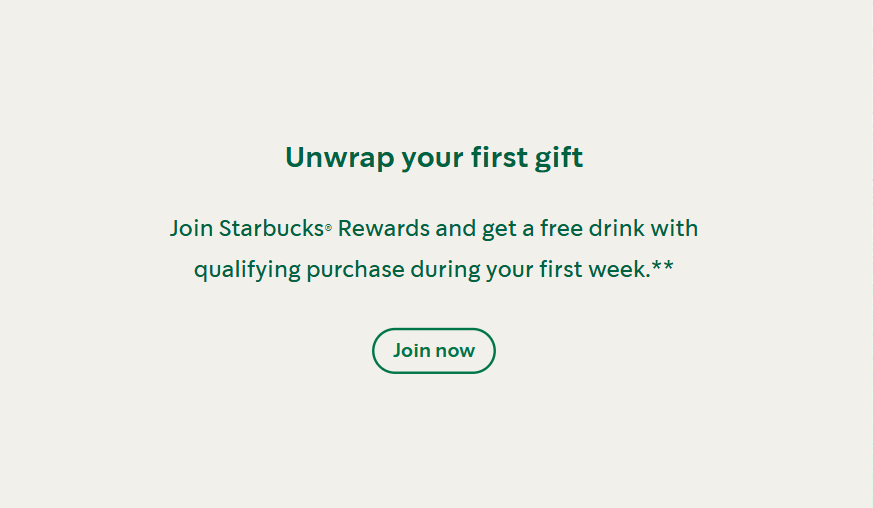 Unwrap your first gift
Join Starbucks® Rewards and get a free drink with
qualifying purchase during your first week.**
Join now